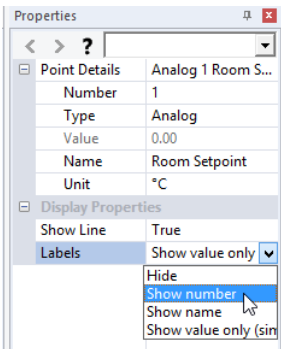 Properties
?
Point Details Analog 1 Room S...
Number 1
Type Analog
Value 0.00
Name Room Setpoint
Unit °C
Display Properties
Show Line True
Labels Show value only
Hide
Show number
Show name
Show value only (sim